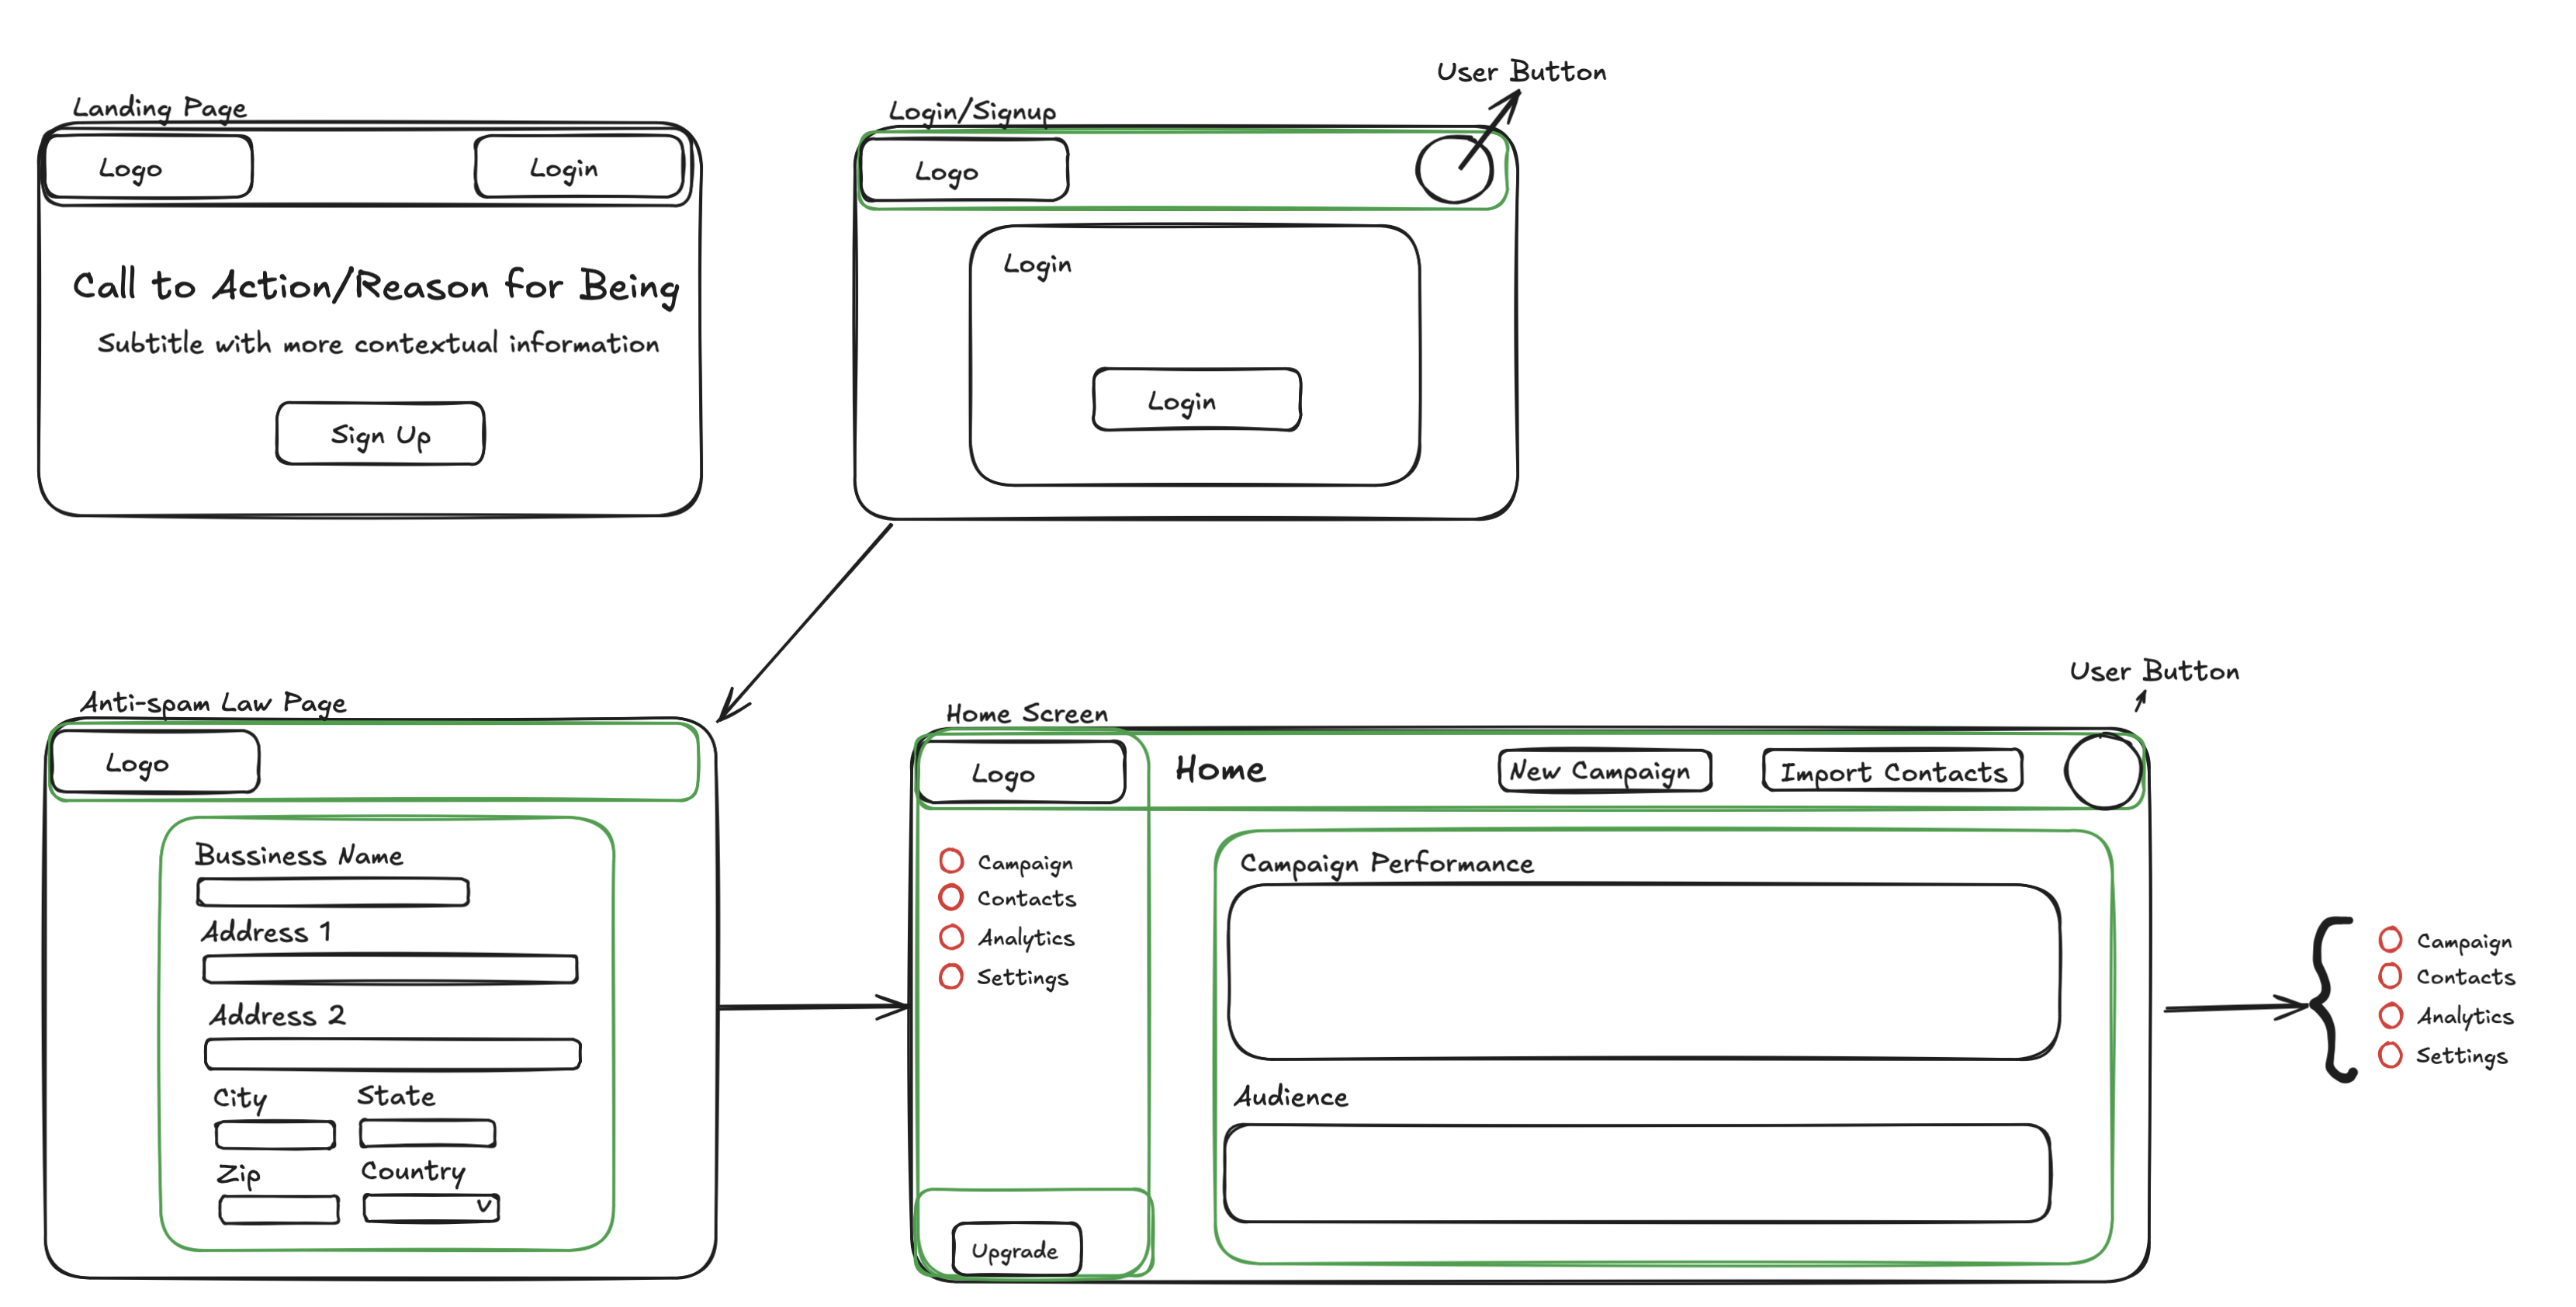 Landing Page
Logo
Login
Call to Action/Reason for Being
Subtitle with more contextual information
Sign Up
User Button
Login/Signup
Logo
Login
Login
Anti-spam Law Page
Logo
Bussiness Name
Address 1
Address 2
City
State
Zip
Country
User Button
Home Screen
Logo
Home
New Campaign
Import Contacts
Campaign
Contacts
Analytics
Settings
Upgrade
Campaign Performance
Audience
Campaign
Contacts
Analytics
Settings